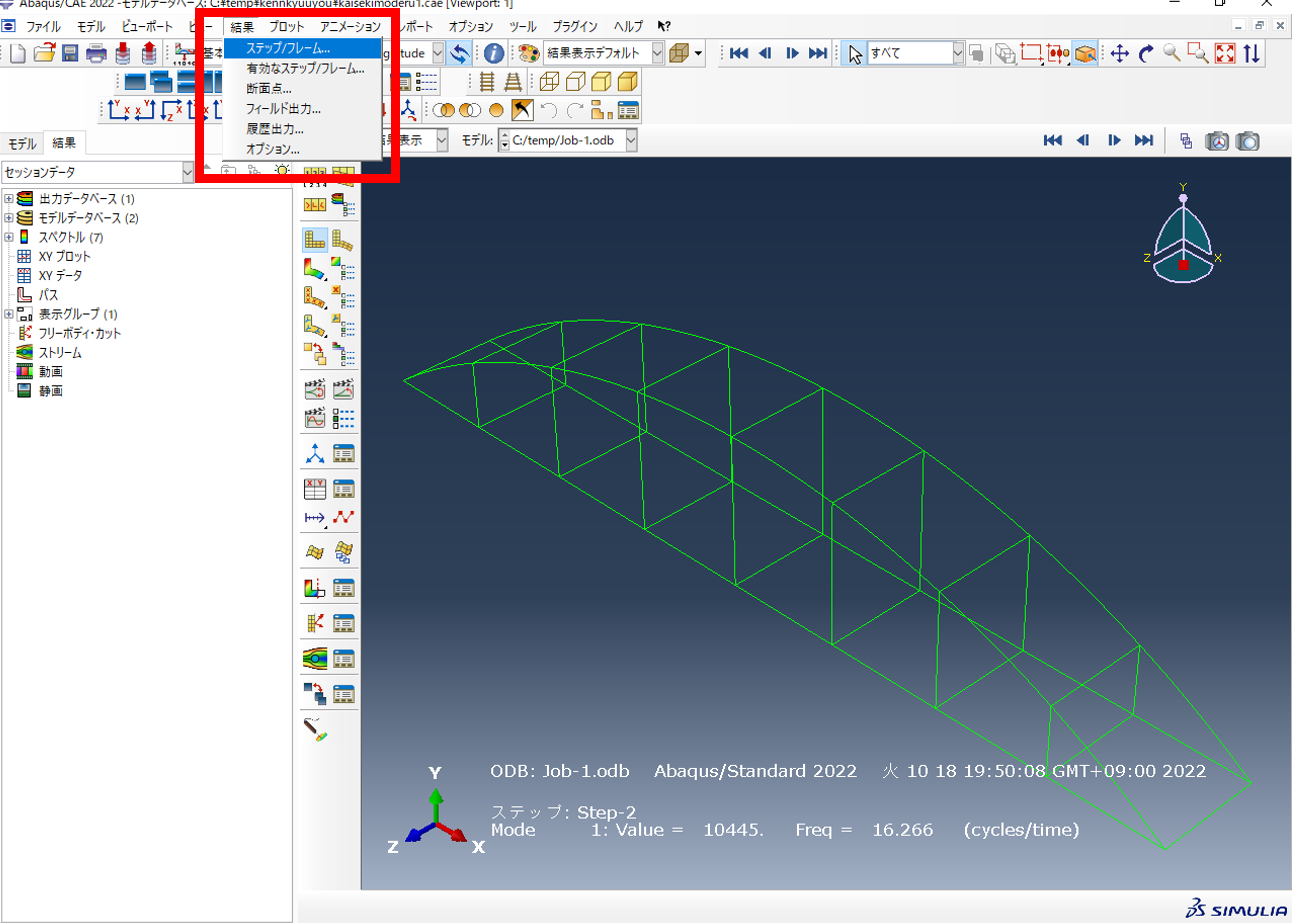 Abaqus/CAE 2022 -モデルデータベース: C:¥temp¥kennkyuuyou¥kaisekimoderu1.cae [Viewport: 1]
ファイル モデル ビューポート 結果 プロット アニメーション オプション ツール プラグイン ヘルプ
ステップ/フレーム...
有効なステップ/フレーム...
断面点...
フィールド出力...
履歴出力...
オプション...
結果表示デフォルト
すべて
モデル 結果
モデル: C:/temp/Job-1.odb
セッションデータ
出力データベース (1)
モデルデータベース (2)
スペクトル (7)
XY プロット
XY データ
パス
表示グループ (1)
フリーボディ・カット
ストリーム
動画
静画
Y
Z X
ODB: Job-1.odb Abaqus/Standard 2022 火 10 18 19:50:08 GMT+09:00 2022
ステップ: Step-2
Mode 1: Value = 10445. Freq = 16.266 (cycles/time)
Y
Z X
SIMULIA